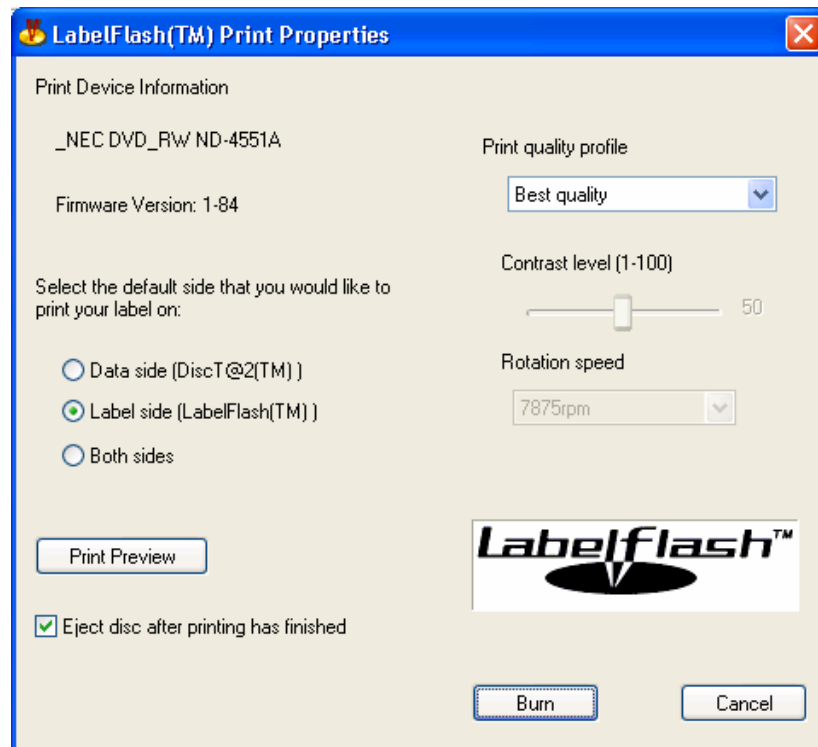 LabelFlash(TM) Print Properties
Print Device Information
_NEC DVD_RW ND-4551A
Firmware Version: 1-84
Select the default side that you would like to
print your label on:
Data side (DiscT@2(TM) )
Label side (LabelFlash(TM) )
Both sides
Print Preview
Eject disc after printing has finished
Print quality profile
Best quality
Contrast level (1-100)
50
Rotation speed
7875rpm
Labelflash™
Burn
Cancel